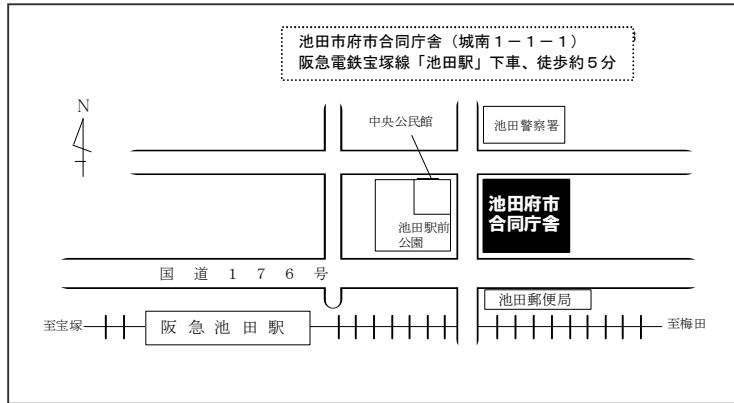 池田市府市合同庁舎（城南１－１－１）
阪急電鉄宝塚線「池田駅」下車、徒歩約５分
N
中央公民館
池田警察署
池田府市
合同庁舎
池田駅前
公園
国道１７６号
池田郵便局
至宝塚
阪急池田駅
至梅田